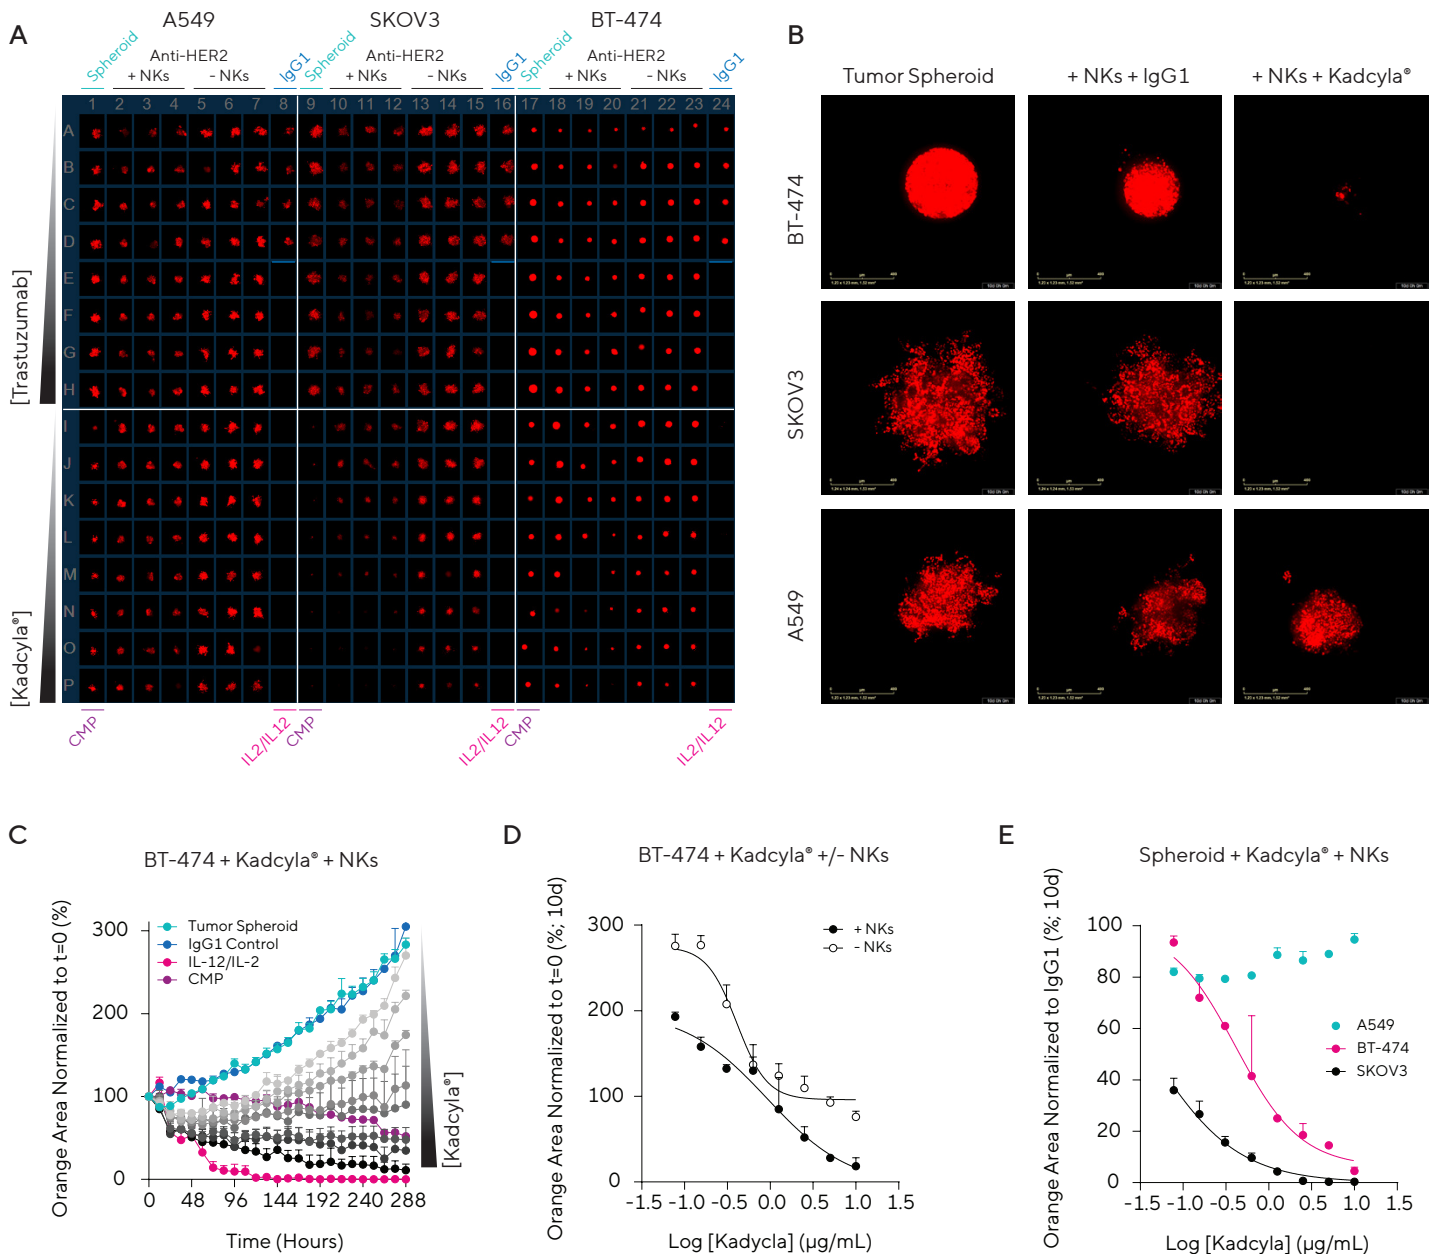 A
A549
SKOV3
BT-474
Spheroid
Anti-HER2
+ NKs
- NKs
IgG1
Spheroid
Anti-HER2
+ NKs
- NKs
IgG1
Spheroid
Anti-HER2
+ NKs
- NKs
IgG1
1 2 3 4 5 6 7 8 9 10 11 12 13 14 15 16 17 18 19 20 21 22 23 24
A
B
C
D
E
F
G
H
I
J
K
L
M
N
O
P
[Trastuzumab]
[Kadcyla®]
CMP
IL2/IL12
CMP
IL2/IL12
CMP
IL2/IL12
B
Tumor Spheroid
+ NKs + IgG1
+ NKs + Kadcyla®
BT-474
SKOV3
A549
C
BT-474 + Kadcyla® + NKs
Orange Area Normalized to t=0 (%)
300
200
100
0
Tumor Spheroid
IgG1 Control
IL-12/IL-2
CMP
[Kadcyla®]
0 48 96 144 192 240 288
Time (Hours)
D
BT-474 + Kadcyla® +/- NKs
Orange Area Normalized to t=0 (%; 10d)
300
200
100
0
+ NKs
- NKs
-1.5 -1.0 -0.5 0.0 0.5 1.0 1.5
Log [Kadycla] (µg/mL)
E
Spheroid + Kadcyla® + NKs
Orange Area Normalized to IgG1 (%; 10d)
100
80
60
40
20
0
A549
BT-474
SKOV3
-1.5 -1.0 -0.5 0.0 0.5 1.0 1.5
Log [Kadcyla] (µg/mL)